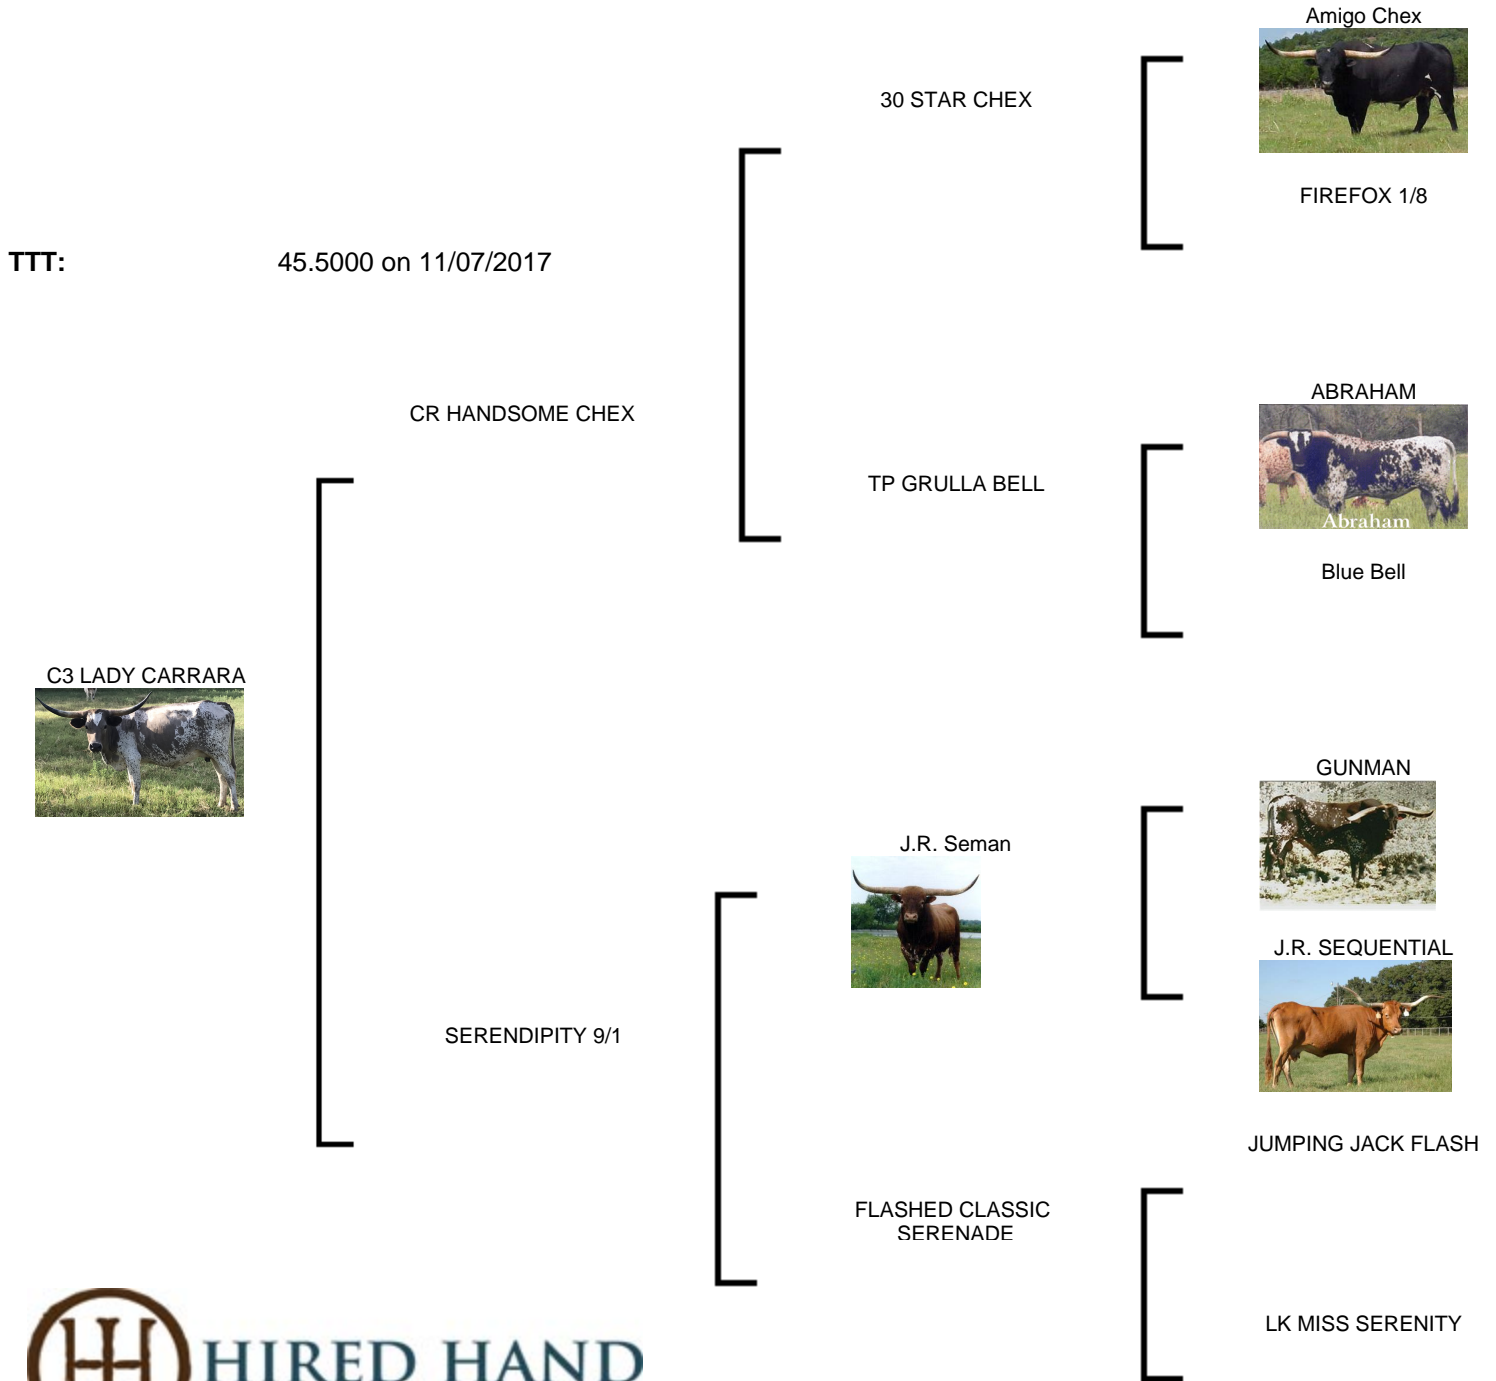 Amigo Chex
30 STAR CHEX
FIREFOX 1/8
TTT: 45.5000 on 11/07/2017
ABRAHAM
CR HANDSOME CHEX
TP GRULLA BELL
Abraham
Blue Bell
C3 LADY CARRARA
GUNMAN
J.R. Seman
J.R. SEQUENTIAL
SERENDIPITY 9/1
JUMPING JACK FLASH
FLASHED CLASSIC
SERENADE
LK MISS SERENITY
HIRED HAND